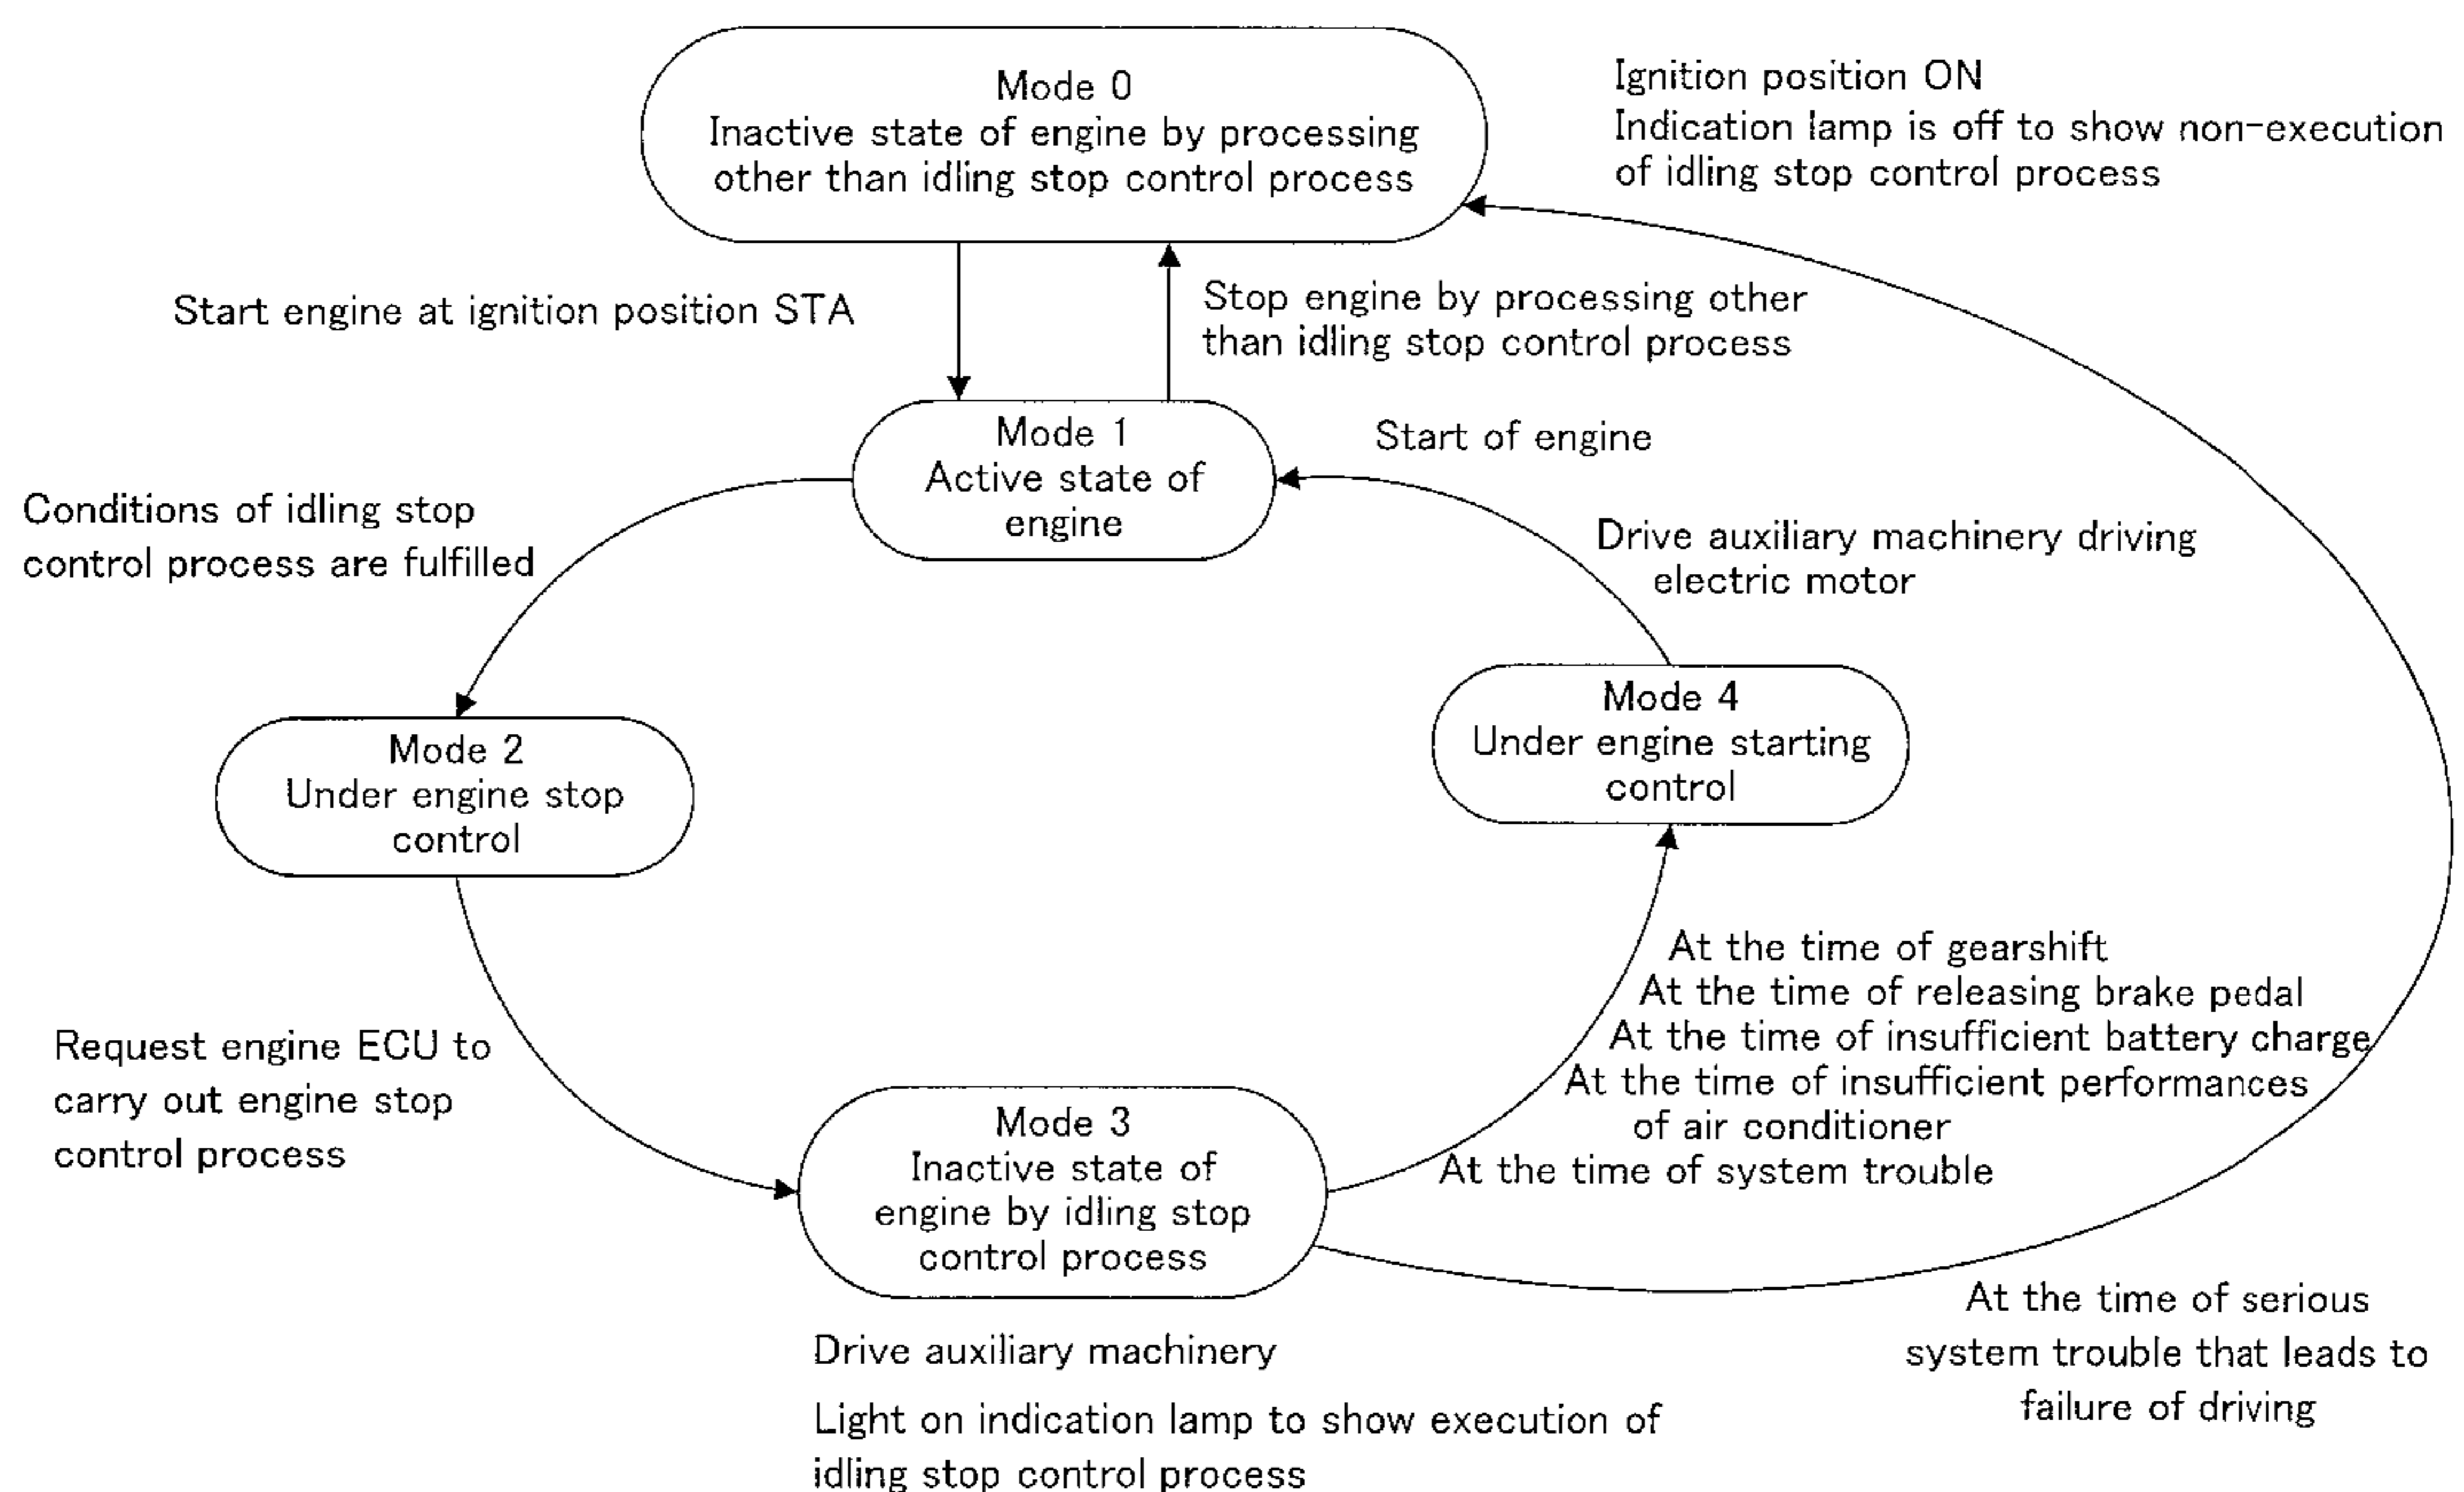 Mode 0
Inactive state of engine by processing
other than idling stop control process
Ignition position ON
Indication lamp is off to show non-execution
of idling stop control process
Start engine at ignition position STA
Stop engine by processing other
than idling stop control process
Mode 1
Active state of
engine
Start of engine
Conditions of idling stop
control process are fulfilled
Drive auxiliary machinery driving
electric motor
Mode 2
Under engine stop
control
Mode 4
Under engine starting
control
Request engine ECU to
carry out engine stop
control process
At the time of gearshift
At the time of releasing brake pedal
At the time of insufficient battery charge
At the time of insufficient performances
of air conditioner
At the time of system trouble
Mode 3
Inactive state of
engine by idling stop
control process
Drive auxiliary machinery
Light on indication lamp to show execution of
idling stop control process
At the time of serious
system trouble that leads to
failure of driving